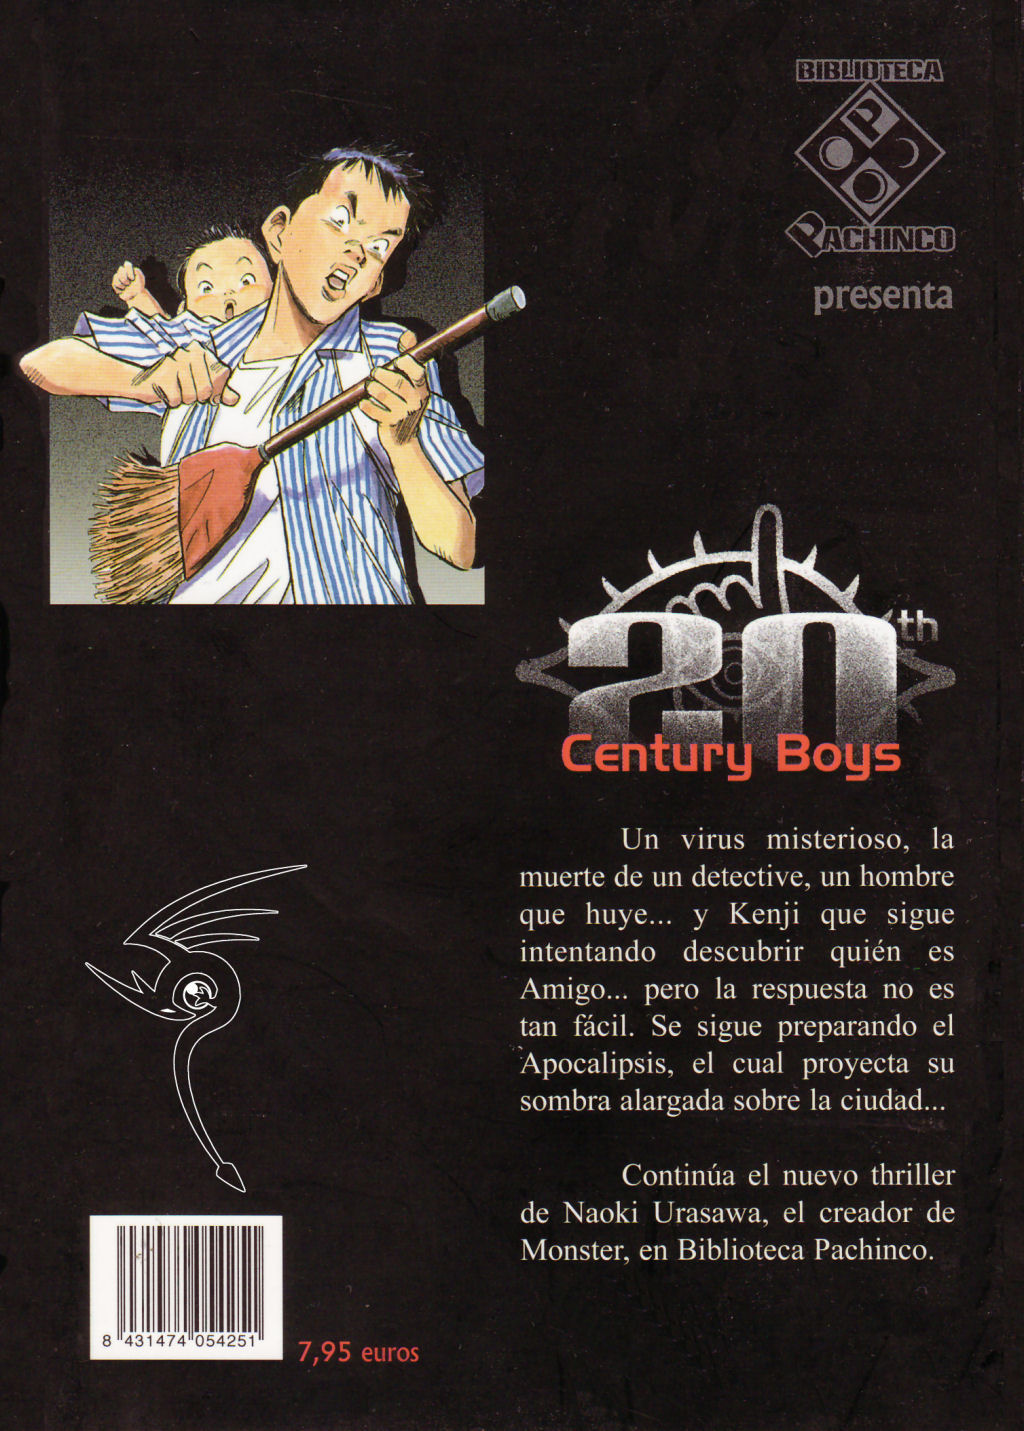 BIBLIOTECA
P
PACHINCO
presenta
20th
Century Boys
Un virus misterioso, la
muerte de un detective, un hombre
que huye... y Kenji que sigue
intentando descubrir quién es
Amigo... pero la respuesta no es
tan fácil. Se sigue preparando el
Apocalipsis, el cual proyecta su
sombra alargada sobre la ciudad...
Continúa el nuevo thriller
de Naoki Urasawa, el creador de
Monster, en Biblioteca Pachinco.
8 431474 054251
7,95 euros